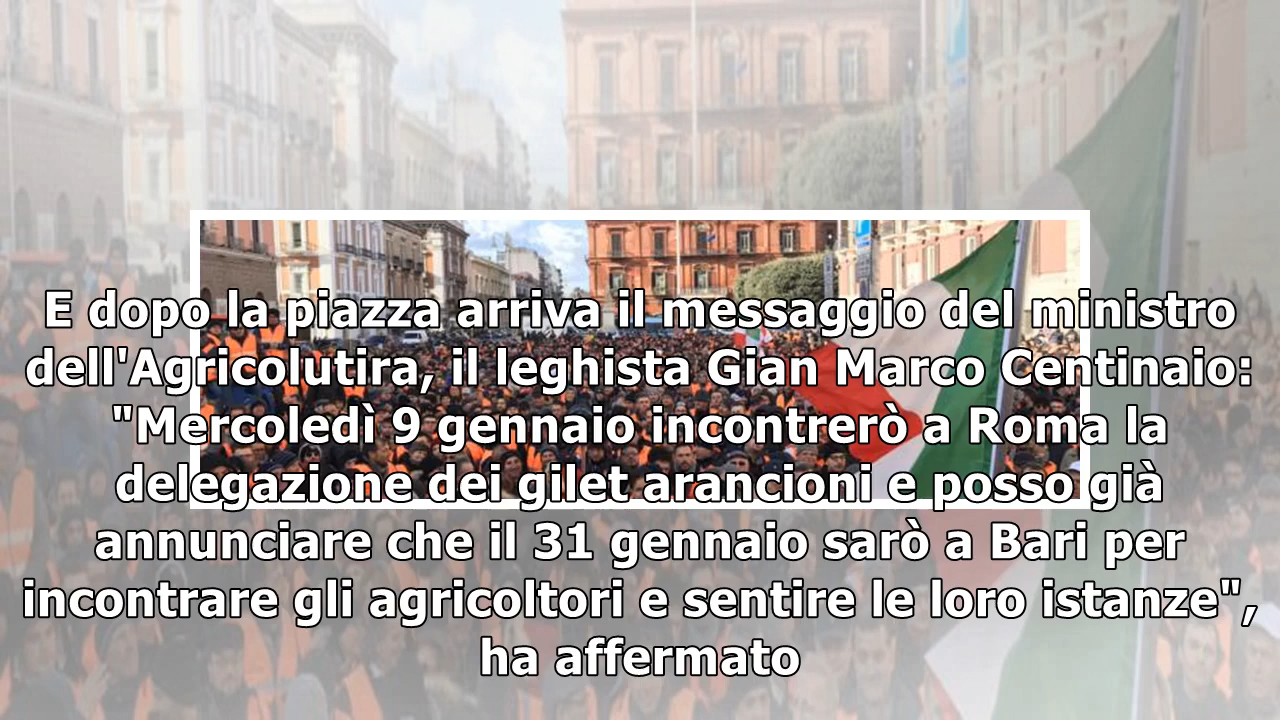 E dopo la piazza arriva il messaggio del ministro
dell'Agricolutira, il leghista Gian Marco Centinaio:
"Mercoledì 9 gennaio incontrerò a Roma la
delegazione dei gilet arancioni e posso già
annunciare che il 31 gennaio sarò a Bari per
incontrare gli agricoltori e sentire le loro istanze",
ha affermato